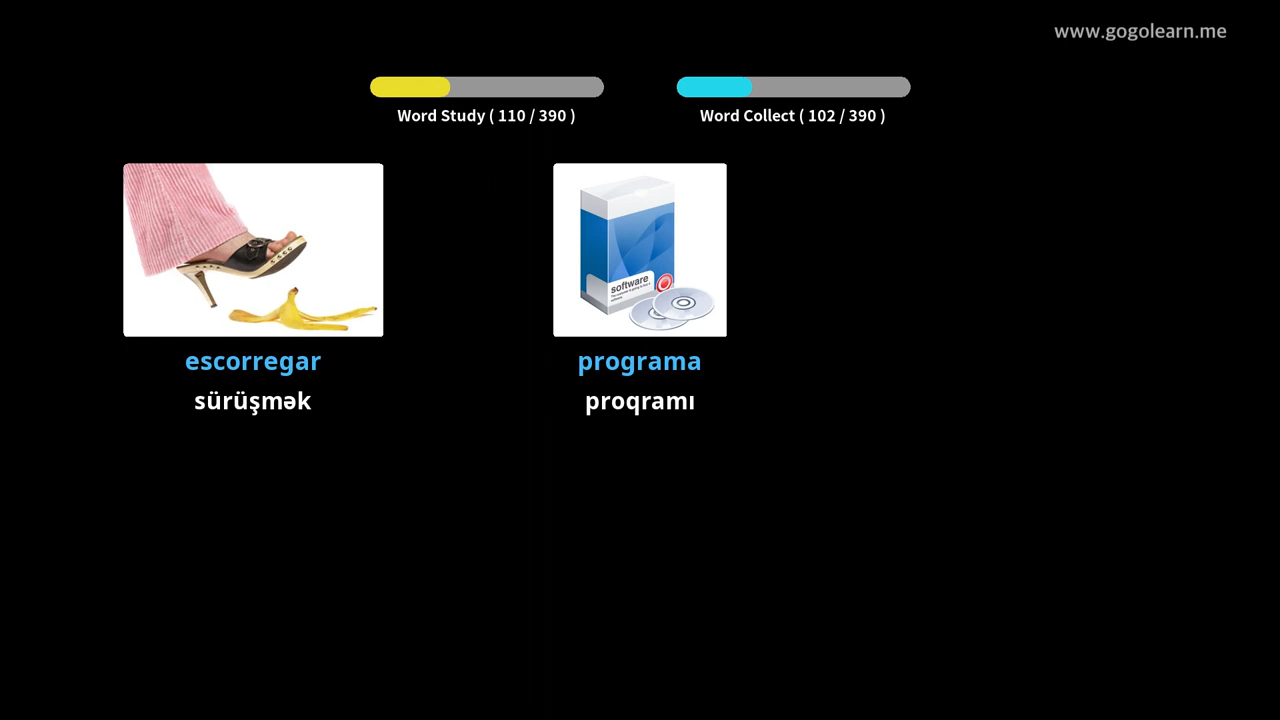 www.gogolearn.me
Word Study ( 110 / 390 )
Word Collect ( 102 / 390 )
software
escorregar
programa
sürüşmək
proqramı